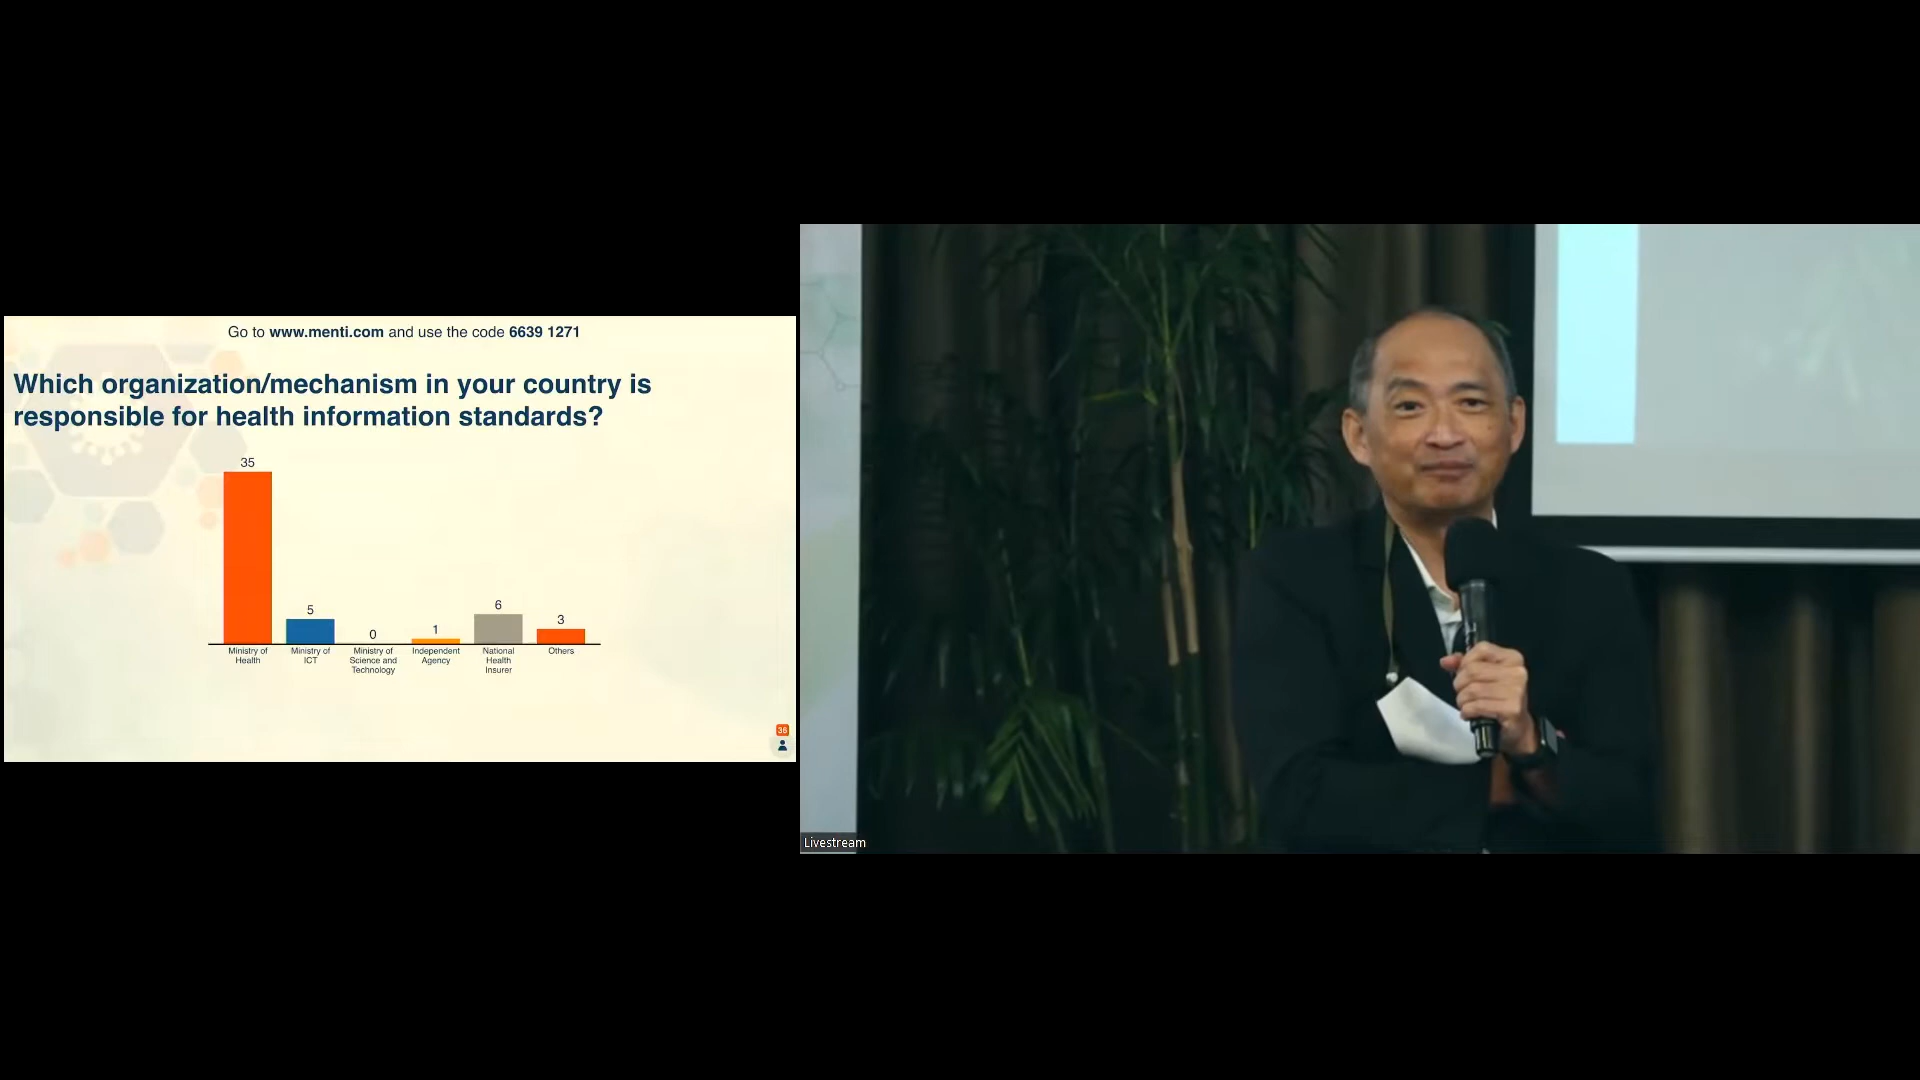 Go to www.menti.com and use the code 6639 1271
Which organization/mechanism in your country is
responsible for health information standards?
35
5
0
1
6
3
Ministry of
Health
Ministry of
ICT
Ministry of
Science and
Technology
Independent
Agency
National
Health
Insurer
Others
36
Livestream